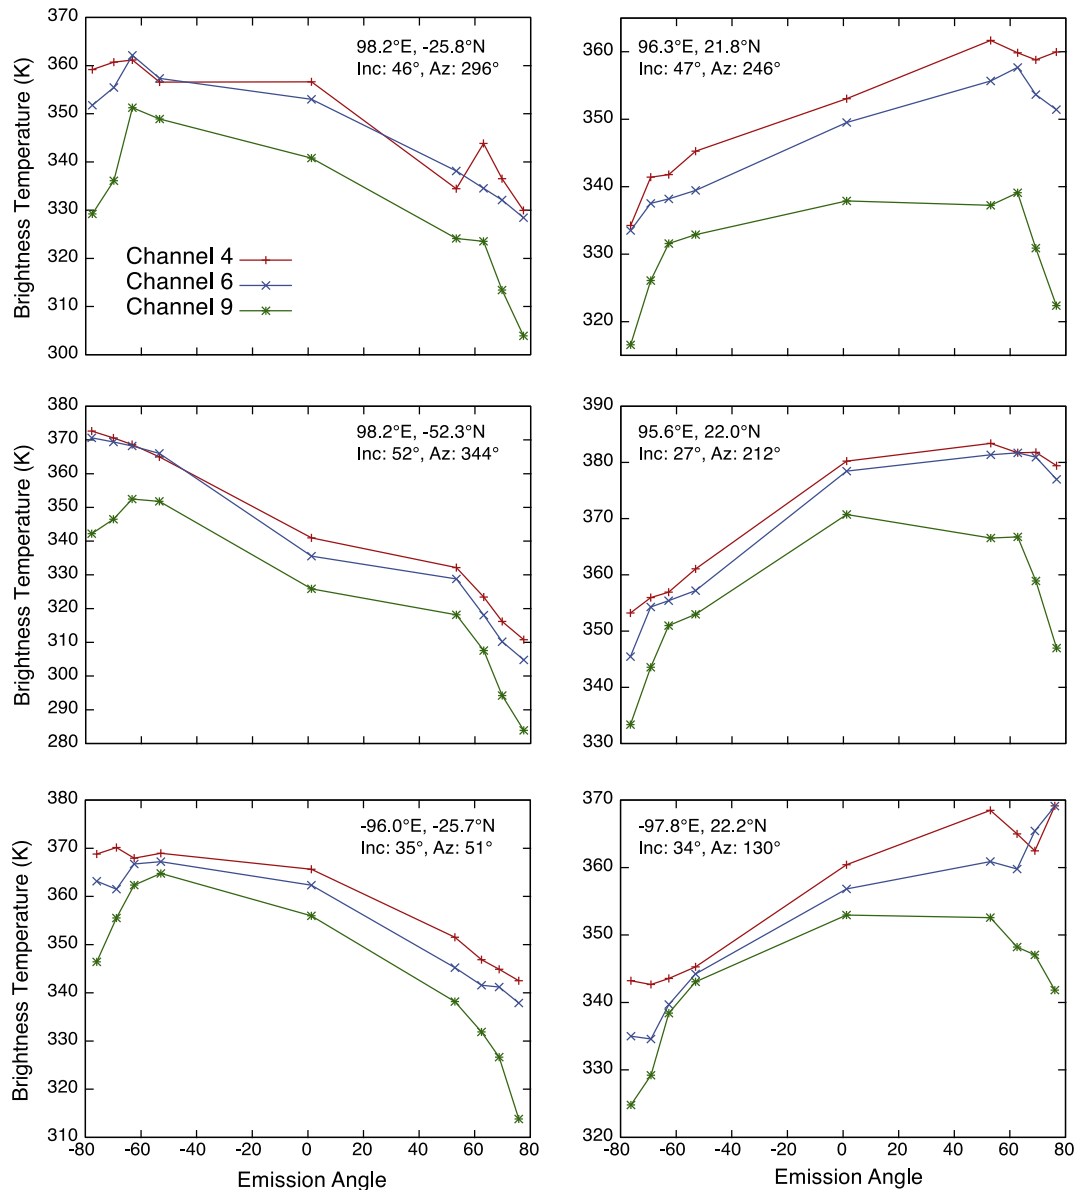 370
360
350
340
330
320
310
300
Brightness Temperature (K)
98.2°E, -25.8°N
Inc: 46°, Az: 296°
Channel 4
Channel 6
Channel 9
360
350
340
330
320
96.3°E, 21.8°N
Inc: 47°, Az: 246°
380
370
360
350
340
330
320
310
300
290
280
Brightness Temperature (K)
98.2°E, -52.3°N
Inc: 52°, Az: 344°
390
380
370
360
350
340
330
95.6°E, 22.0°N
Inc: 27°, Az: 212°
380
370
360
350
340
330
320
310
Brightness Temperature (K)
-96.0°E, -25.7°N
Inc: 35°, Az: 51°
-80 -60 -40 -20 0 20 40 60 80
Emission Angle
370
360
350
340
330
320
-97.8°E, 22.2°N
Inc: 34°, Az: 130°
-80 -60 -40 -20 0 20 40 60 80
Emission Angle